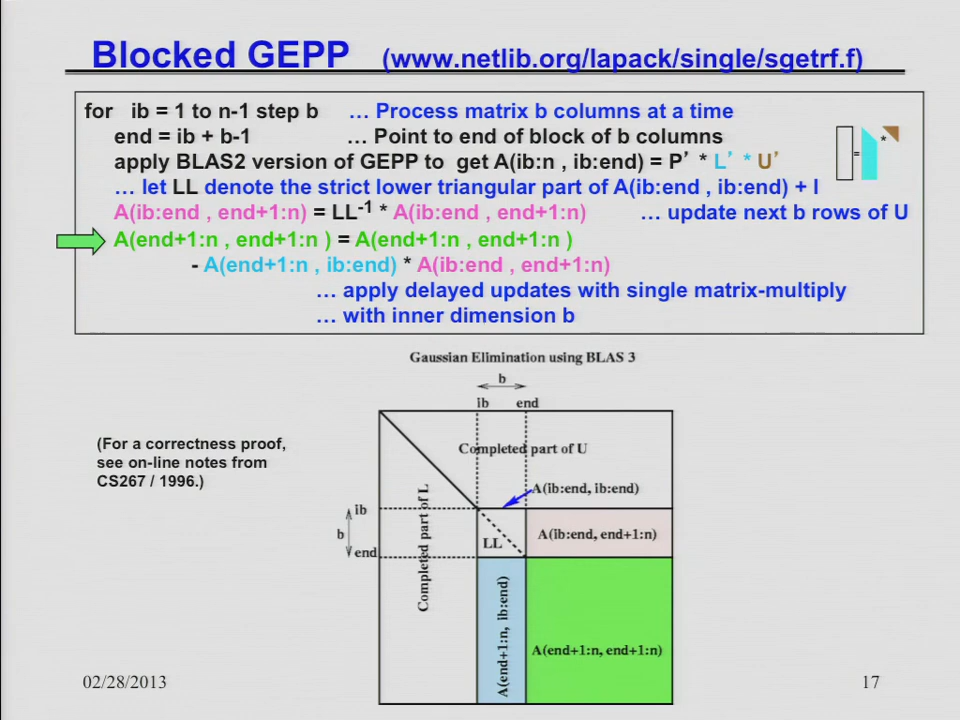 Blocked GEPP (www.netlib.org/lapack/single/sgetrf.f)
for ib = 1 to n-1 step b … Process matrix b columns at a time
end = ib + b-1 … Point to end of block of b columns
apply BLAS2 version of GEPP to get A(ib:n , ib:end) = P’ * L’ * U’
= *
… let LL denote the strict lower triangular part of A(ib:end , ib:end) + I
A(ib:end , end+1:n) = LL-1 * A(ib:end , end+1:n) … update next b rows of U
A(end+1:n , end+1:n ) = A(end+1:n , end+1:n )
- A(end+1:n , ib:end) * A(ib:end , end+1:n)
… apply delayed updates with single matrix-multiply
… with inner dimension b
Gaussian Elimination using BLAS 3
b
ib end
Completed part of U
(For a correctness proof,
see on-line notes from
CS267 / 1996.)
A(ib:end, ib:end)
ib
b
end
Completed part of L
LL
A(ib:end, end+1:n)
A(end+1:n, ib:end)
A(end+1:n, end+1:n)
02/28/2013
17